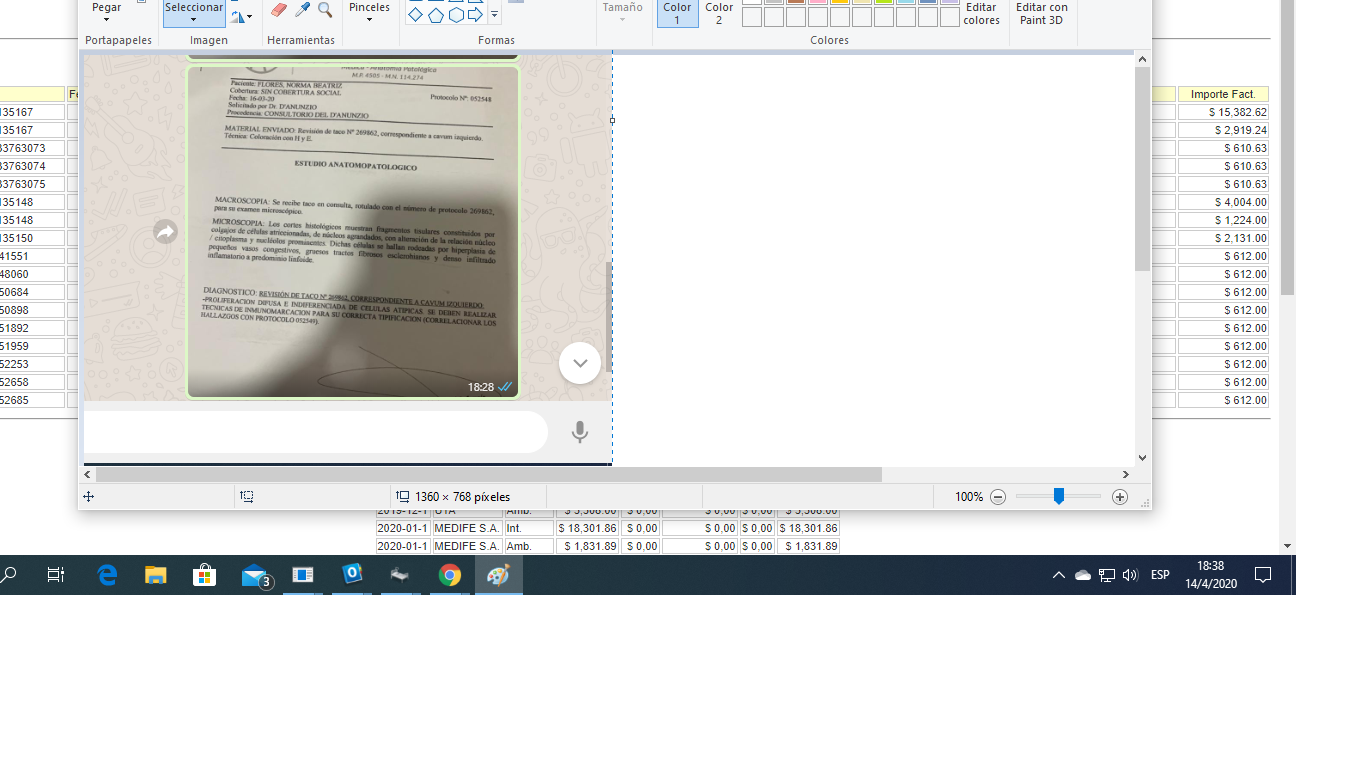 Pegar
Seleccionar
Pinceles
Tamaño
Color
1
Color
2
Editar
colores
Editar con
Paint 3D
Portapapeles
Imagen
Herramientas
Formas
Colores
Médica - Anatomía Patológica
M.P. 4505 - M.N. 114.274
Paciente: FLORES, NORMA BEATRIZ
Cobertura: SIN COBERTURA SOCIAL
Fecha: 16-03-20
Protocolo Nº: 052548
Solicitado por Dr. D'ANUNZIO
Procedencia: CONSULTORIO DEL D'ANUNZIO
MATERIAL ENVIADO: Revisión de taco Nº 269862, correspondiente a cavum izquierdo.
Técnica: Coloración con H y E.
ESTUDIO ANATOMOPATOLOGICO
MACROSCOPIA: Se recibe taco en consulta, rotulado con el número de protocolo 269862,
para su examen microscópico.
MICROSCOPIA: Los cortes histológicos muestran fragmentos tisulares constituidos por
colgajos de células atriccionadas, de núcleos agrandados, con alteración de la relación núcleo
/ citoplasma y nucléolos prominentes. Dichas células se hallan rodeadas por hiperplasia de
pequeños vasos congestivos, gruesos tractos fibrosos esclerohianos y denso infiltrado
inflamatorio a predominio linfoide.
DIAGNOSTICO: REVISIÓN DE TACO Nº 269862, CORRESPONDIENTE A CAVUM IZQUIERDO.
-PROLIFERACION DIFUSA E INDIFERENCIADA DE CELULAS ATIPICAS. SE DEBEN REALIZAR
TECNICAS DE INMUNOMARCACION PARA SU CORRECTA TIPIFICACION (CORRELACIONAR LOS
HALLAZGOS CON PROTOCOLO 052549).
18:28
Importe Fact.
135167 $ 15,382.62
135167 $ 2,919.24
33763073 $ 610.63
33763074 $ 610.63
33763075 $ 610.63
135148 $ 4,004.00
135148 $ 1,224.00
135150 $ 2,131.00
41551 $ 612.00
48060 $ 612.00
50684 $ 612.00
50898 $ 612.00
51892 $ 612.00
51959 $ 612.00
52253 $ 612.00
52658 $ 612.00
52685 $ 612.00
1360 × 768 píxeles
100%
2019-12-1 UTA Amb. $ 3,508.00 $ 0,00 $ 0,00 $ 0,00 $ 3,508.00
2020-01-1 MEDIFE S.A. Int. $ 18,301.86 $ 0,00 $ 0,00 $ 0,00 $ 18,301.86
2020-01-1 MEDIFE S.A. Amb. $ 1,831.89 $ 0,00 $ 0,00 $ 0,00 $ 1,831.89
3
ESP
18:38
14/4/2020